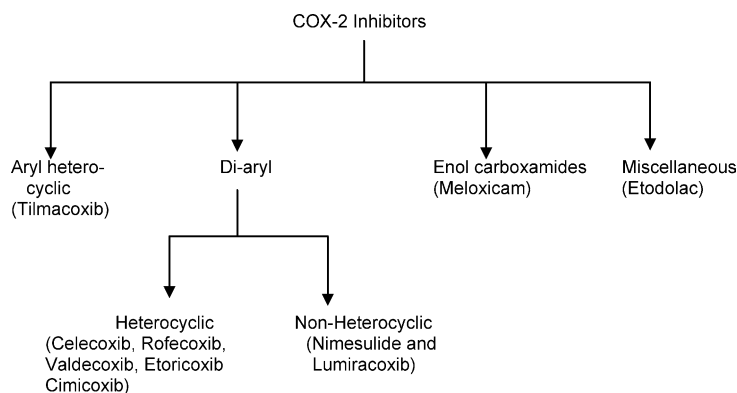 COX-2 Inhibitors
Aryl hetero-
cyclic
(Tilmacoxib)
Di-aryl
Enol carboxamides
(Meloxicam)
Miscellaneous
(Etodolac)
Heterocyclic
(Celecoxib, Rofecoxib,
Valdecoxib, Etoricoxib
Cimicoxib)
Non-Heterocyclic
(Nimesulide and
Lumiracoxib)